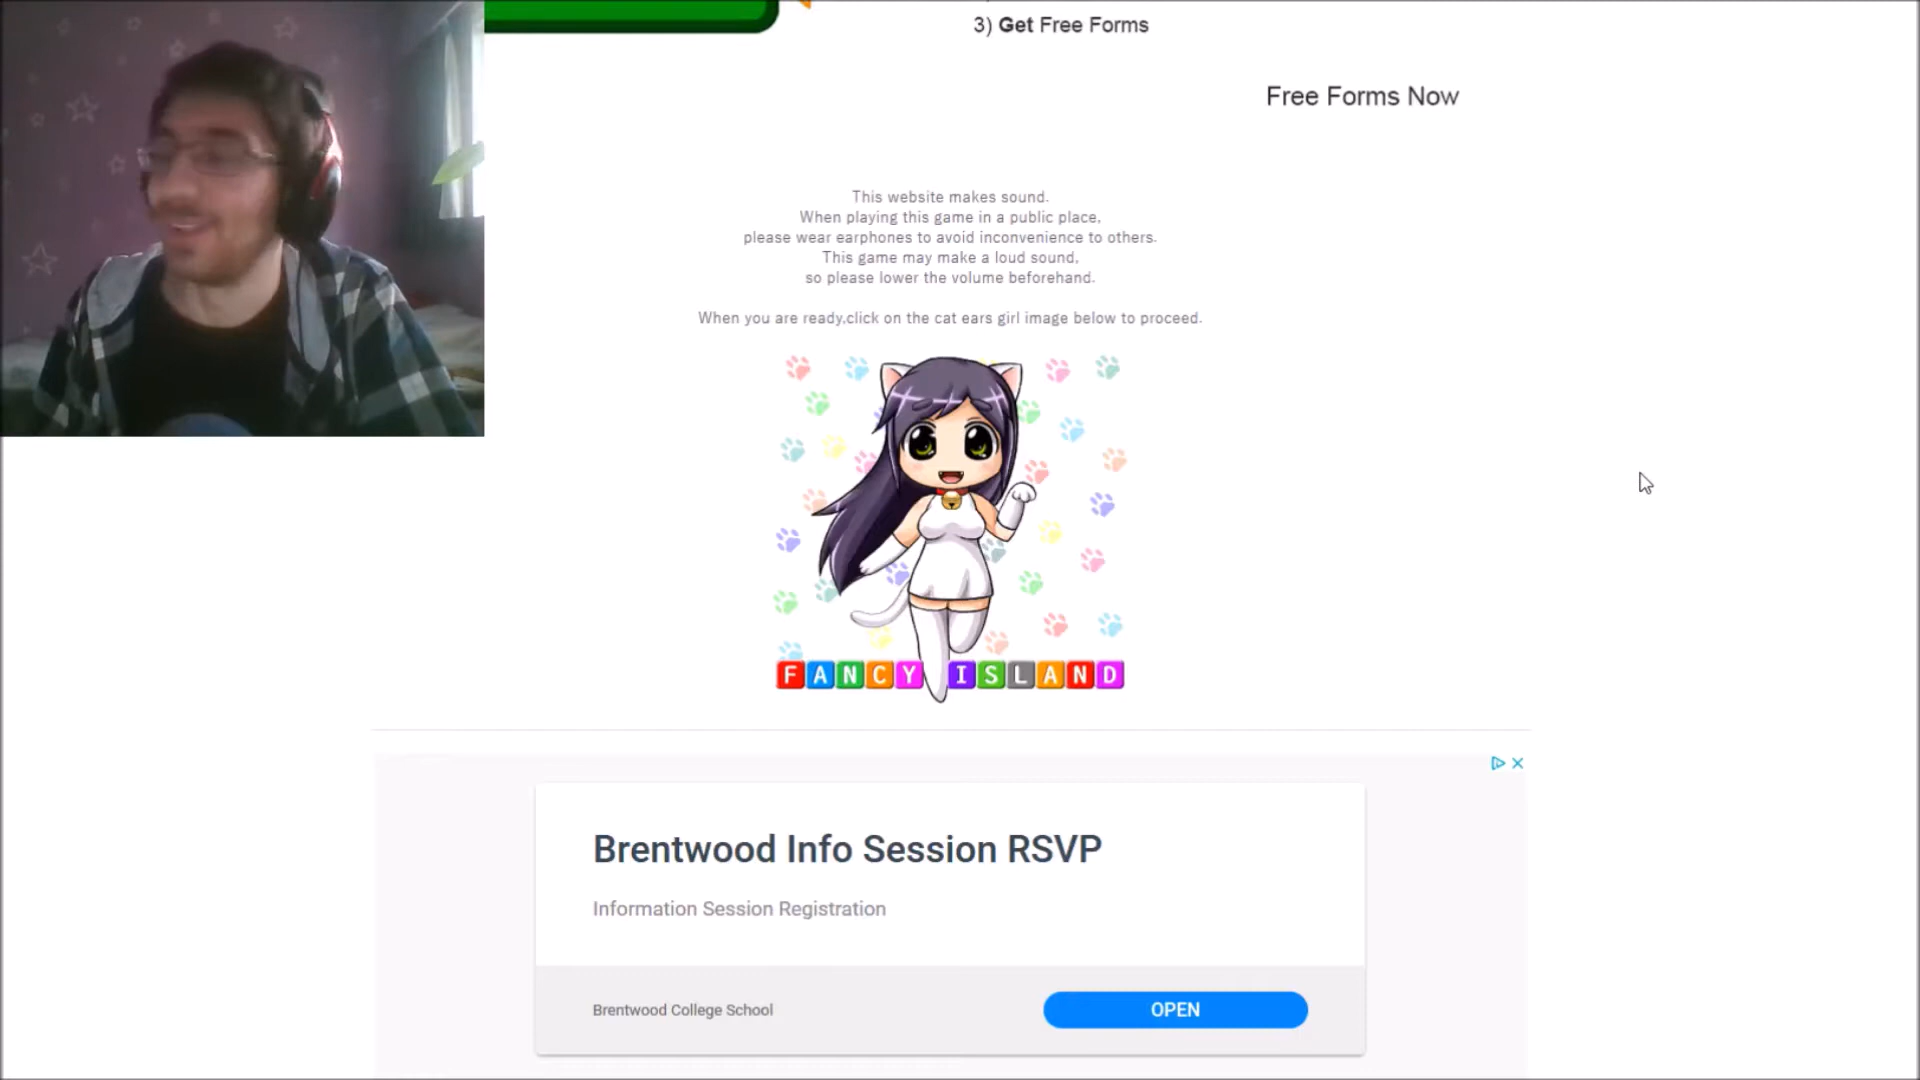 3) Get Free Forms
Free Forms Now
This website makes sound.
When playing this game in a public place,
please wear earphones to avoid inconvenience to others.
This game may make a loud sound,
so please lower the volume beforehand.
When you are ready,click on the cat ears girl image below to proceed.
FANCY ISLAND
Brentwood Info Session RSVP
Information Session Registration
Brentwood College School
OPEN